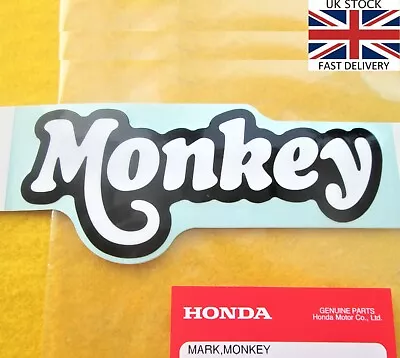 UK STOCK
FAST DELIVERY
Monkey
HONDA
GENUINE PARTS
Honda Motor Co., Ltd.
MARK,MONKEY